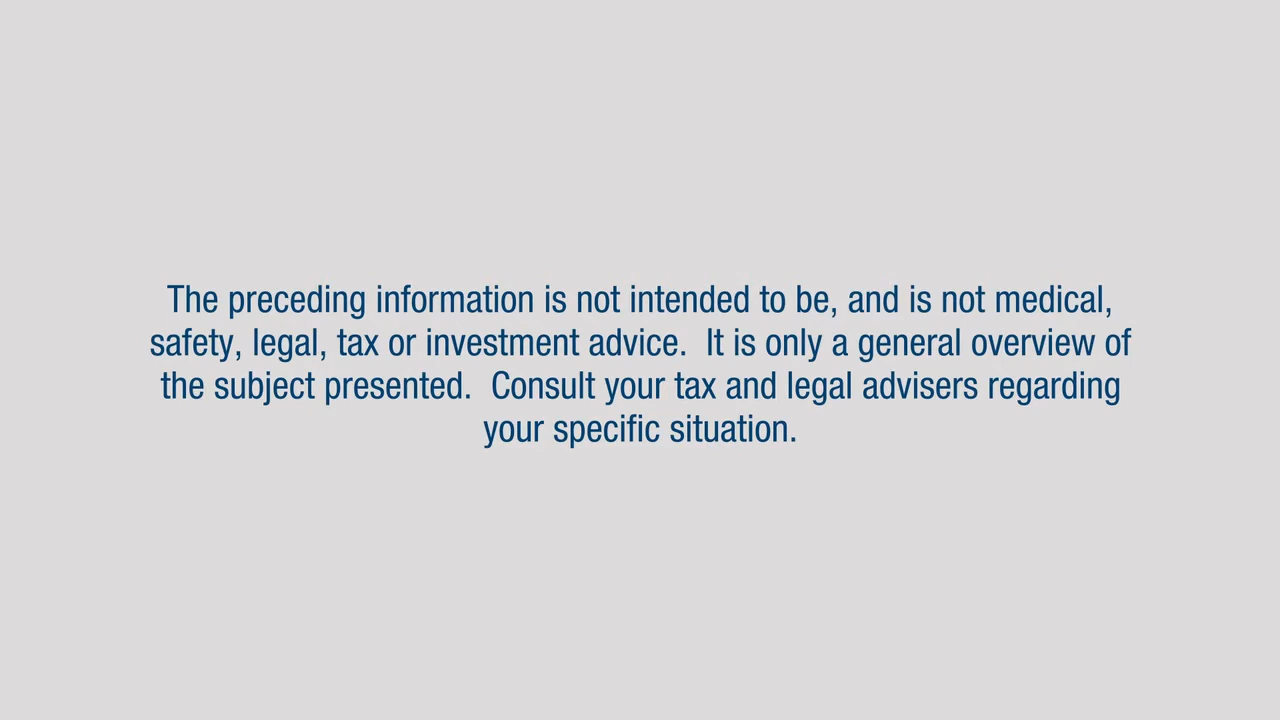 The preceding information is not intended to be, and is not medical,
safety, legal, tax or investment advice.  It is only a general overview of
the subject presented.  Consult your tax and legal advisers regarding
your specific situation.